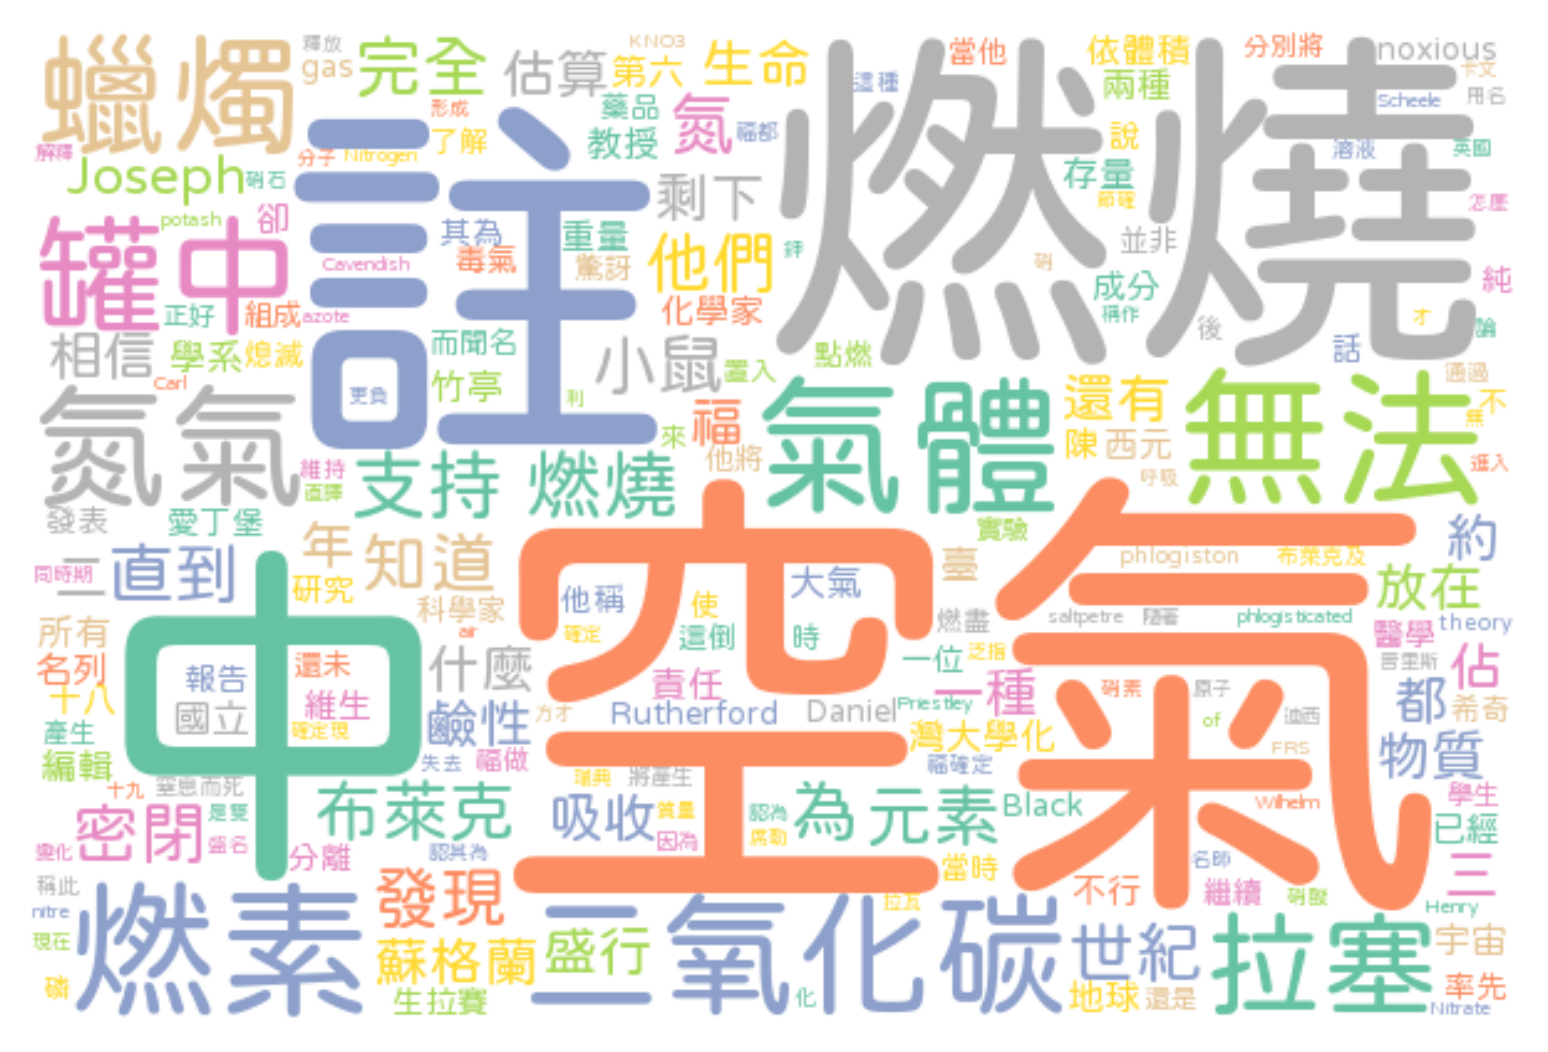 蠟燭
釋放
gas
完全
估算
KNO3
第六
生命
燃燒
當他
依體積
分別將
noxious
卡文
這種
兩種
Scheele
用名
形成
藥品
氮
福都
註
了解
教授
說
溶液
英國
解釋
分子
Nitrogen
Joseph
硝石
剩下
存量
節確
怎麼
potash
卻
罐中
其為
重量
他們
鉀
並非
硝
Cavendish
毒氣
驚訝
成分
純
正好
組成
azote
化學家
稱作
後
才
論
相信
學系
熄滅
而聞名
小鼠
置入
點燃
話
通過
Carl
竹亭
更負
利
氣體
還有
無法
不
無
氮氣
福
來
陳
西元
他將
維持
直譯
支持
燃燒
呼吸
進入
發表
愛丁堡
空氣
實驗
約
年
知道
臺
phlogiston
布萊克及
同時期
二
直到
研究
他稱
使
大氣
放在
中
科學家
air
確定
這倒
時
燃盡
saltpetre
隨著
phlogisticated
theory
所有
醫學
名列
報告
還未
什麼
一位
泛指
普里斯
佔
十八
國立
維生
責任
一種
硝素
原子
都
希奇
確定現
鹼性
方才
Rutherford
Daniel
Priestley
of
迪西
產生
灣大學化
FRS
物質
編輯
失去
福做
福確定
十九
窒息而死
瑞典
將產生
密閉
是雙
盛名
布萊克
吸收
質量
因為
認為
席勒
為
元素
Black
Wilhelm
學生
已經
變化
分離
認其為
當時
名師
三
稱此
發現
不行
繼續
硝酸
nitre
燃素
二氧化碳
拉瓦
世紀
拉塞
Henry
現在
蘇格蘭
盛行
宇宙
磷
生拉賽
化
地球
還是
率先
Nitrate